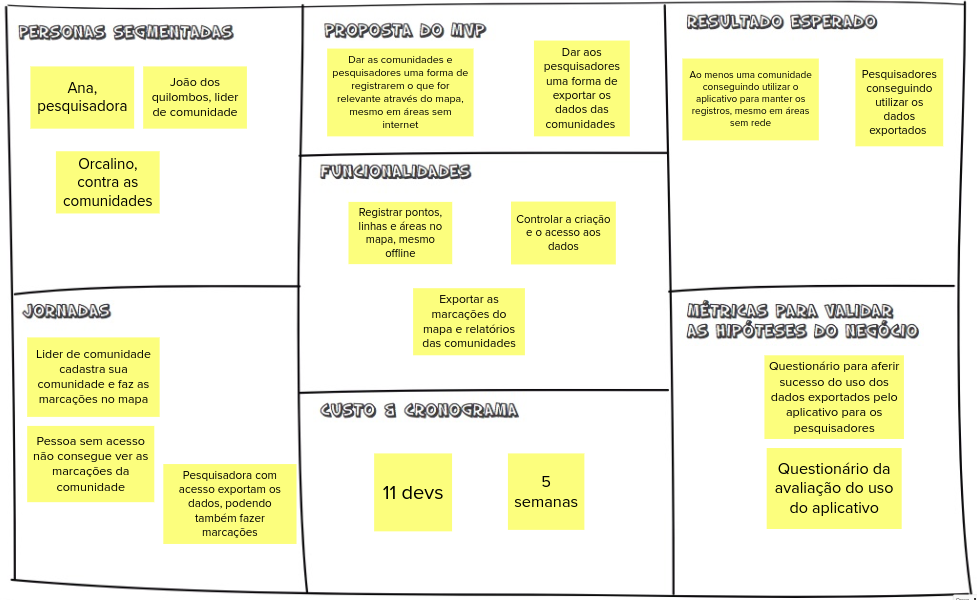 PERSONAS SEGMENTADAS
Ana,
pesquisadora
João dos
quilombos, lider
de comunidade
Orcalino,
contra as
comunidades
PROPOSTA DO MVP
Dar as comunidades e
pesquisadores uma forma de
registrarem o que for
relevante através do mapa,
mesmo em áreas sem
internet
Dar aos
pesquisadores
uma forma de
exportar os
dados das
comunidades
RESULTADO ESPERADO
Ao menos uma comunidade
conseguindo utilizar o
aplicativo para manter os
registros, mesmo em áreas
sem rede
Pesquisadores
conseguindo
utilizar os
dados
exportados
FUNCIONALIDADES
Registrar pontos,
linhas e áreas no
mapa, mesmo
offline
Controlar a criação
e o acesso aos
dados
Exportar as
marcações do
mapa e relatórios
das comunidades
JORNADAS
Lider de comunidade
cadastra sua
comunidade e faz as
marcações no mapa
Pessoa sem acesso
não consegue ver as
marcações da
comunidade
Pesquisadora com
acesso exportam os
dados, podendo
também fazer
marcações
CUSTO & CRONOGRAMA
11 devs
5
semanas
MÉTRICAS PARA VALIDAR
AS HIPÓTESES DO NEGÓCIO
Questionário para aferir
sucesso do uso dos
dados exportados pelo
aplicativo para os
pesquisadores
Questionário da
avaliação do uso
do aplicativo